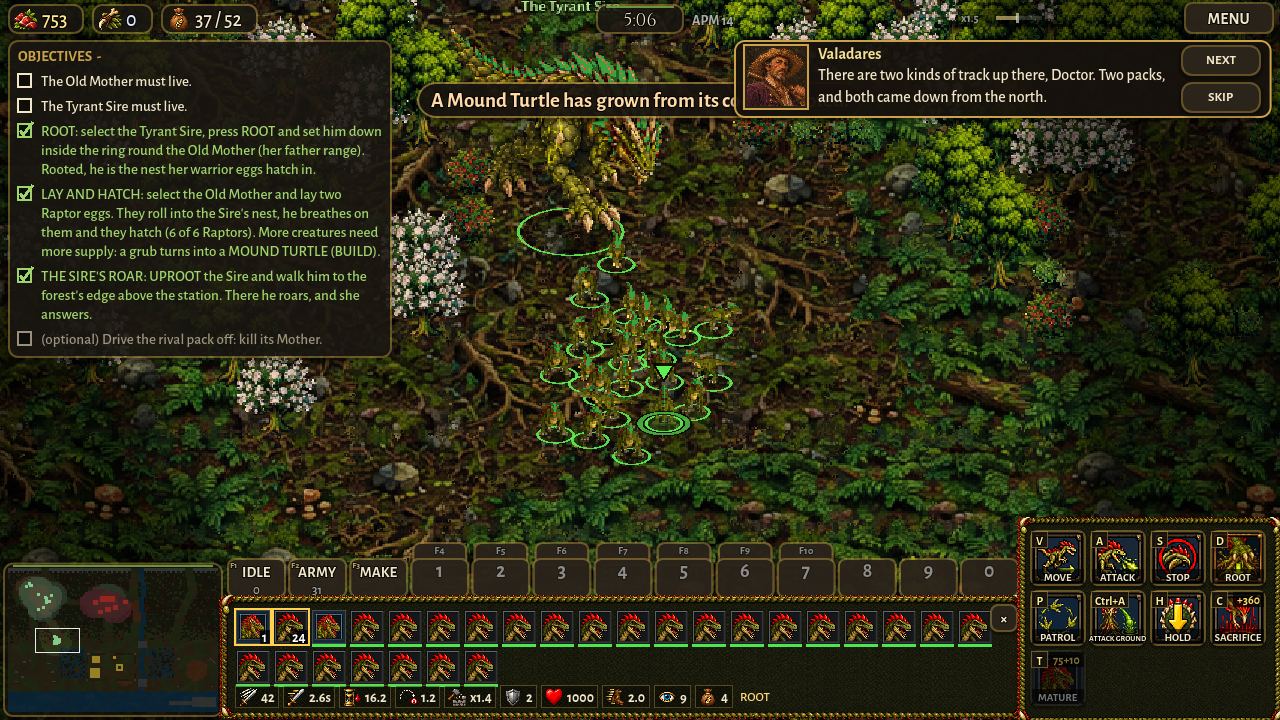 753
0
37 / 52
The Tyrant Sire
5:06
APM 14
x1.5
MENU
OBJECTIVES -
The Old Mother must live.
The Tyrant Sire must live.
ROOT: select the Tyrant Sire, press ROOT and set him down
inside the ring round the Old Mother (her father range).
Rooted, he is the nest her warrior eggs hatch in.
LAY AND HATCH: select the Old Mother and lay two
Raptor eggs. They roll into the Sire's nest, he breathes on
them and they hatch (6 of 6 Raptors). More creatures need
more supply: a grub turns into a MOUND TURTLE (BUILD).
THE SIRE'S ROAR: UPROOT the Sire and walk him to the
forest's edge above the station. There he roars, and she
answers.
(optional) Drive the rival pack off: kill its Mother.
A Mound Turtle has grown from its
Valadares
There are two kinds of track up there, Doctor. Two packs,
and both came down from the north.
NEXT
SKIP
F1 IDLE 0
F2 ARMY 31
MAKE
F4 1
F5 2
F6 3
F7 4
F8 5
F9 6
F10 7
8
9
0
1
24
×
42
2.6s
16.2
1.2
x1.4
2
1000
2.0
9
4
ROOT
V MOVE
A ATTACK
S STOP
D ROOT
P PATROL
Ctrl+A ATTACK GROUND
H HOLD
C +360 SACRIFICE
T 75+10 MATURE